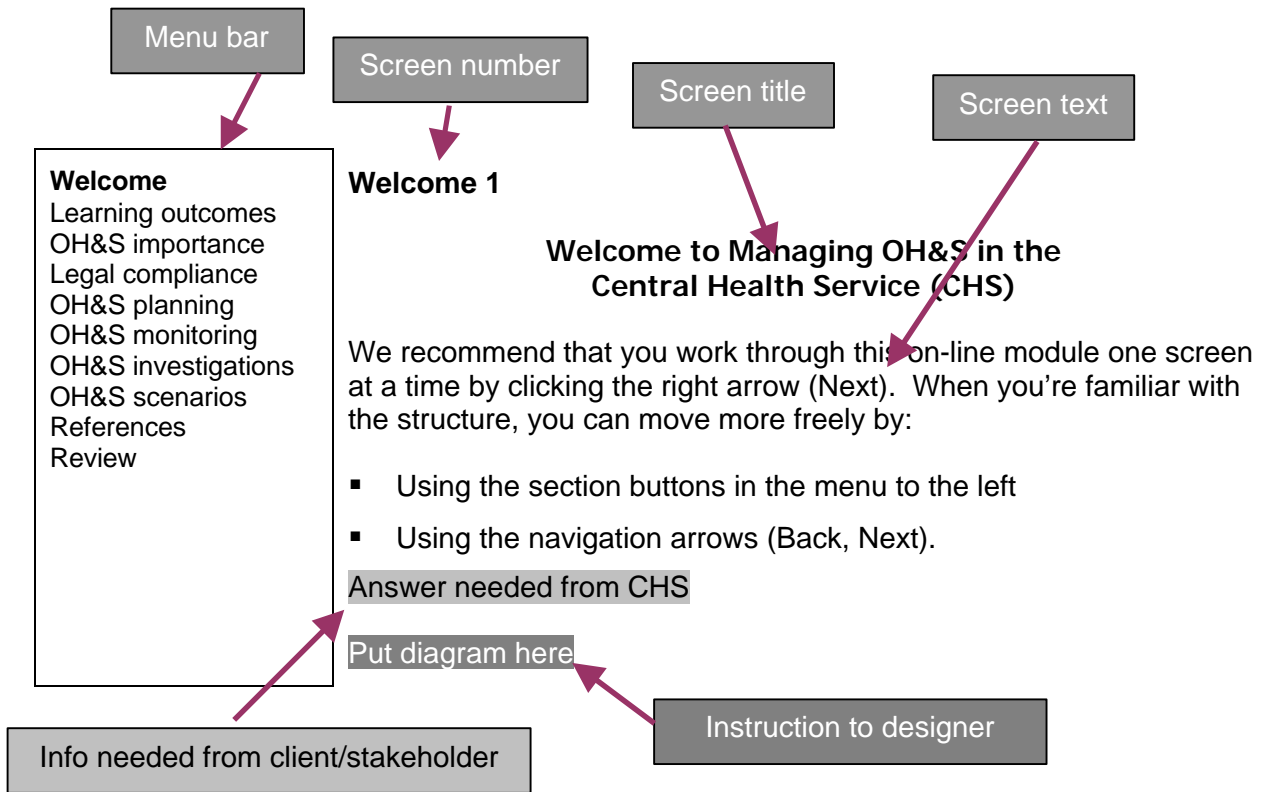 Menu bar
Screen number
Screen title
Screen text
Welcome
Learning outcomes
OH&S importance
Legal compliance
OH&S planning
OH&S monitoring
OH&S investigations
OH&S scenarios
References
Review
Welcome 1
Welcome to Managing OH&S in the
Central Health Service (CHS)
We recommend that you work through this on-line module one screen
at a time by clicking the right arrow (Next).  When you're familiar with
the structure, you can move more freely by:
▪ Using the section buttons in the menu to the left
▪ Using the navigation arrows (Back, Next).
Answer needed from CHS
Put diagram here
Instruction to designer
Info needed from client/stakeholder